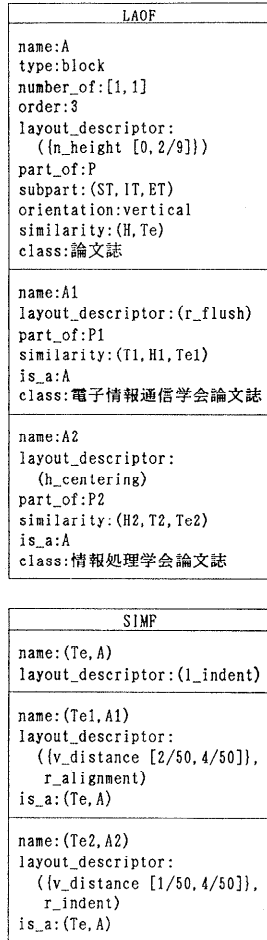 LAOF
name:A
type:block
number_of:[1,1]
order:3
layout_descriptor:
({n_height [0,2/9]})
part_of:P
subpart:(ST,IT,ET)
orientation:vertical
similarity:(H,Te)
class:論文誌
name:A1
layout_descriptor:(r_flush)
part_of:P1
similarity:(T1,H1,Te1)
is_a:A
class:電子情報通信学会論文誌
name:A2
layout_descriptor:
(h_centering)
part_of:P2
similarity:(H2,T2,Te2)
is_a:A
class:情報処理学会論文誌
SIMF
name:(Te,A)
layout_descriptor:(l_indent)
name:(Te1,A1)
layout_descriptor:
({v_distance [2/50,4/50]},
r_alignment)
is_a:(Te,A)
name:(Te2,A2)
layout_descriptor:
({v_distance [1/50,4/50]},
r_indent)
is_a:(Te,A)